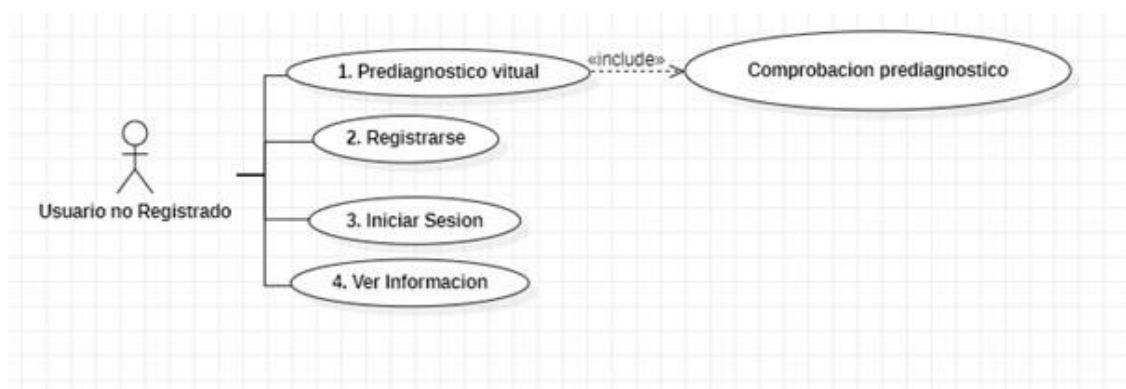 1. Prediagnostico vitual
«include»
Comprobacion prediagnostico
2. Registrarse
Usuario no Registrado
3. Iniciar Sesion
4. Ver Informacion